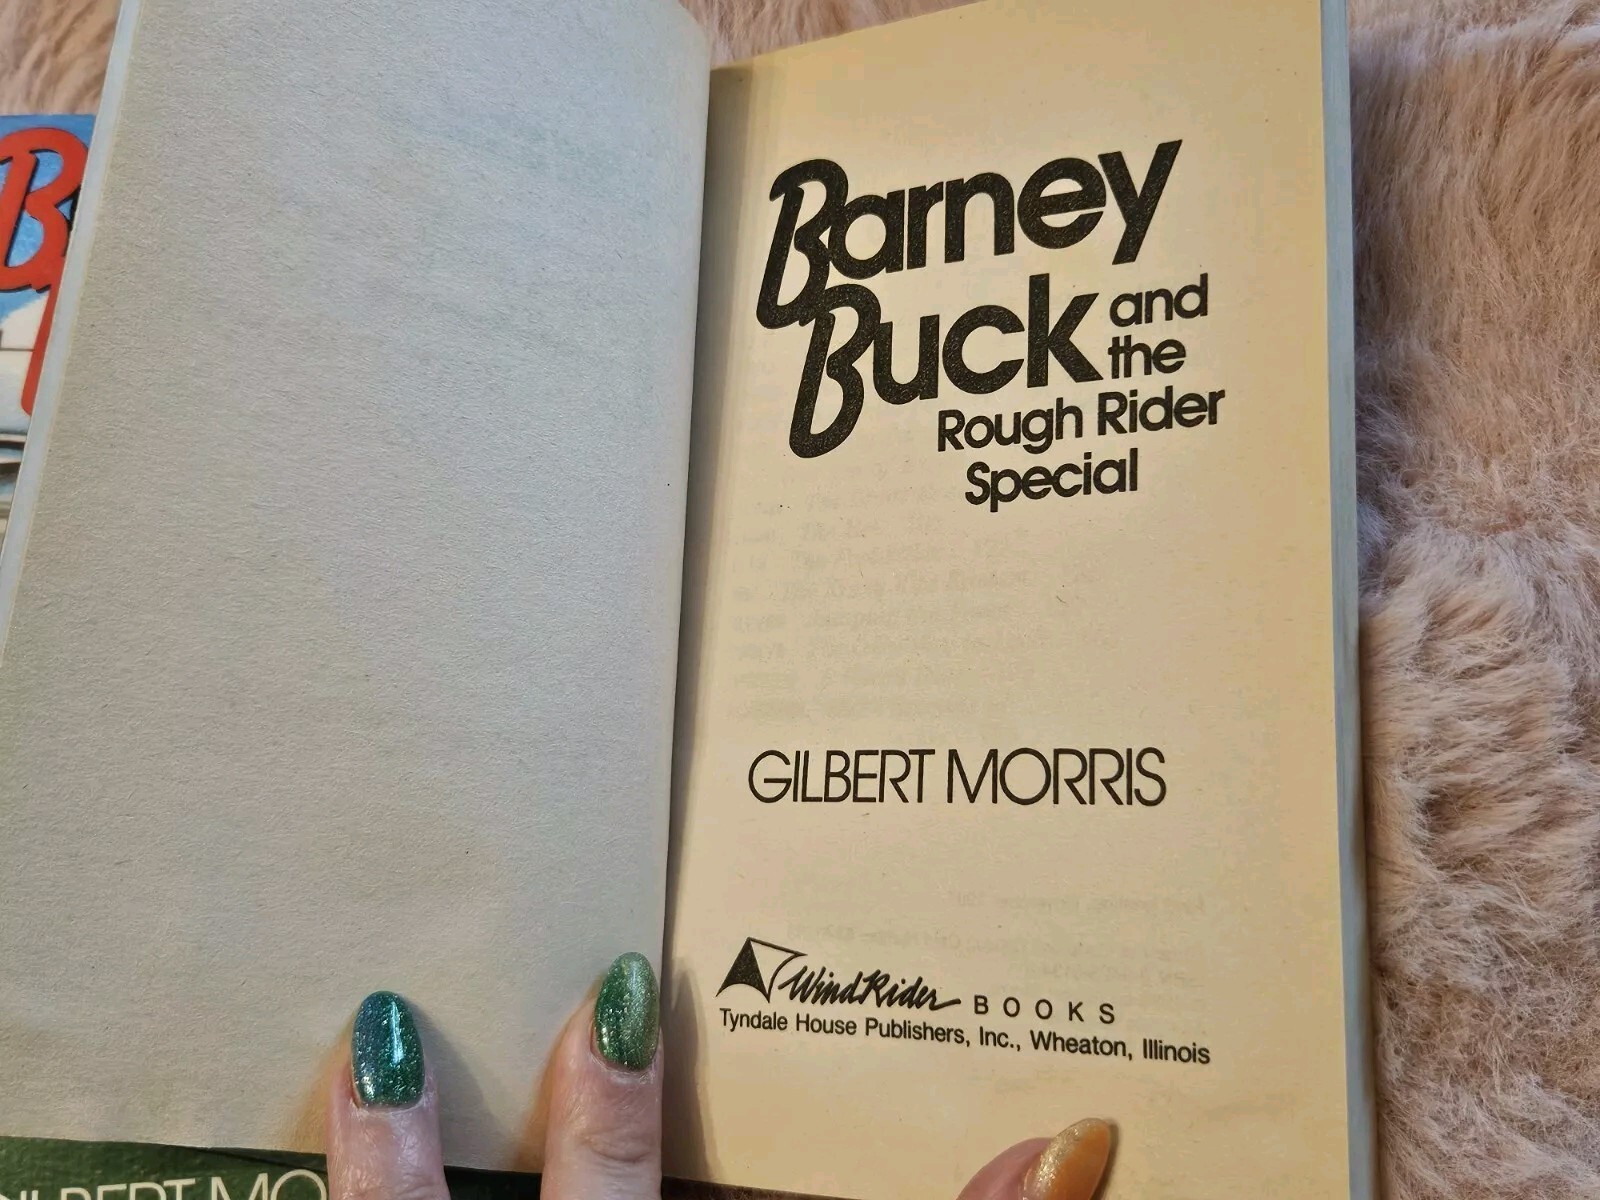 Barney
Buck and
the
Rough Rider
Special
GILBERT MORRIS
WindRider BOOKS
Tyndale House Publishers, Inc., Wheaton, Illinois